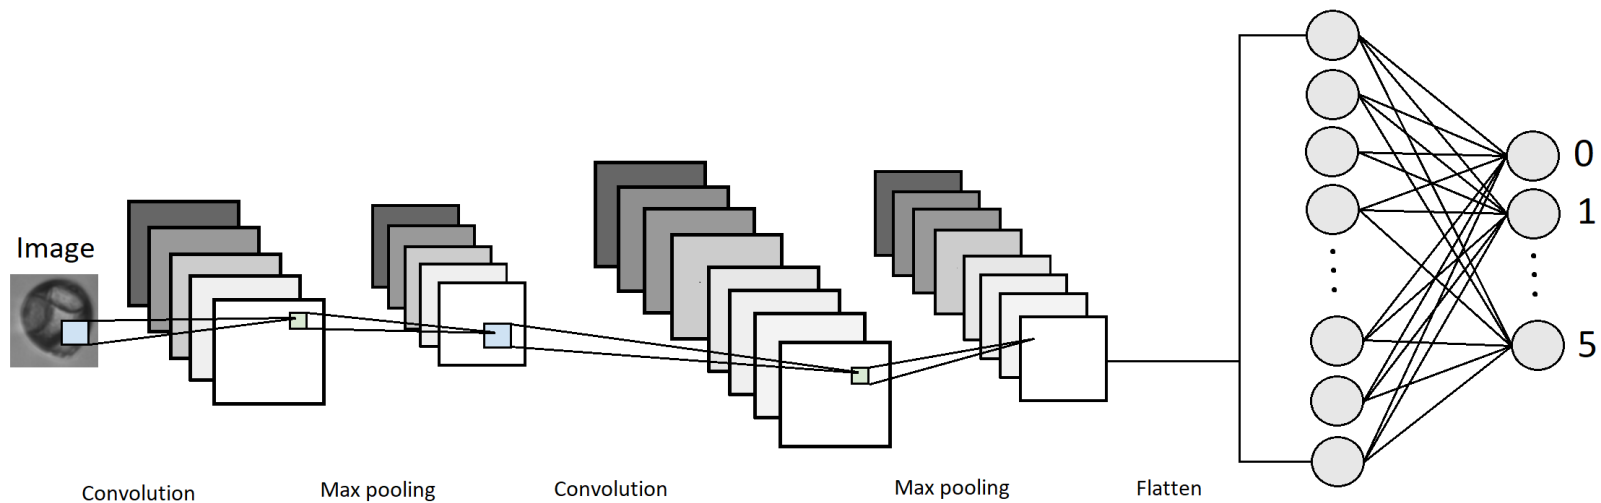 Image
Convolution
Max pooling
Convolution
Max pooling
Flatten
0
1
5